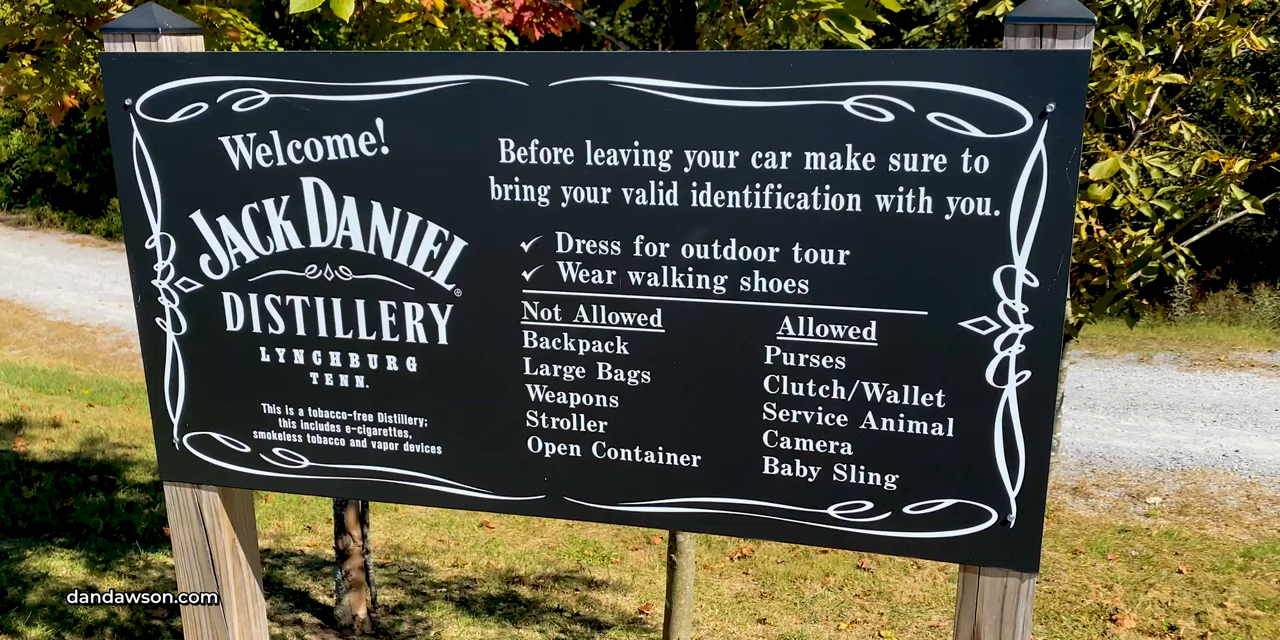 Welcome!
JACK DANIEL®
DISTILLERY
LYNCHBURG
TENN.
This is a tobacco-free Distillery;
this includes e-cigarettes,
smokeless tobacco and vapor devices
Before leaving your car make sure to
bring your valid identification with you.
✓ Dress for outdoor tour
✓ Wear walking shoes
Not Allowed
Backpack
Large Bags
Weapons
Stroller
Open Container
Allowed
Purses
Clutch/Wallet
Service Animal
Camera
Baby Sling
dandawson.com